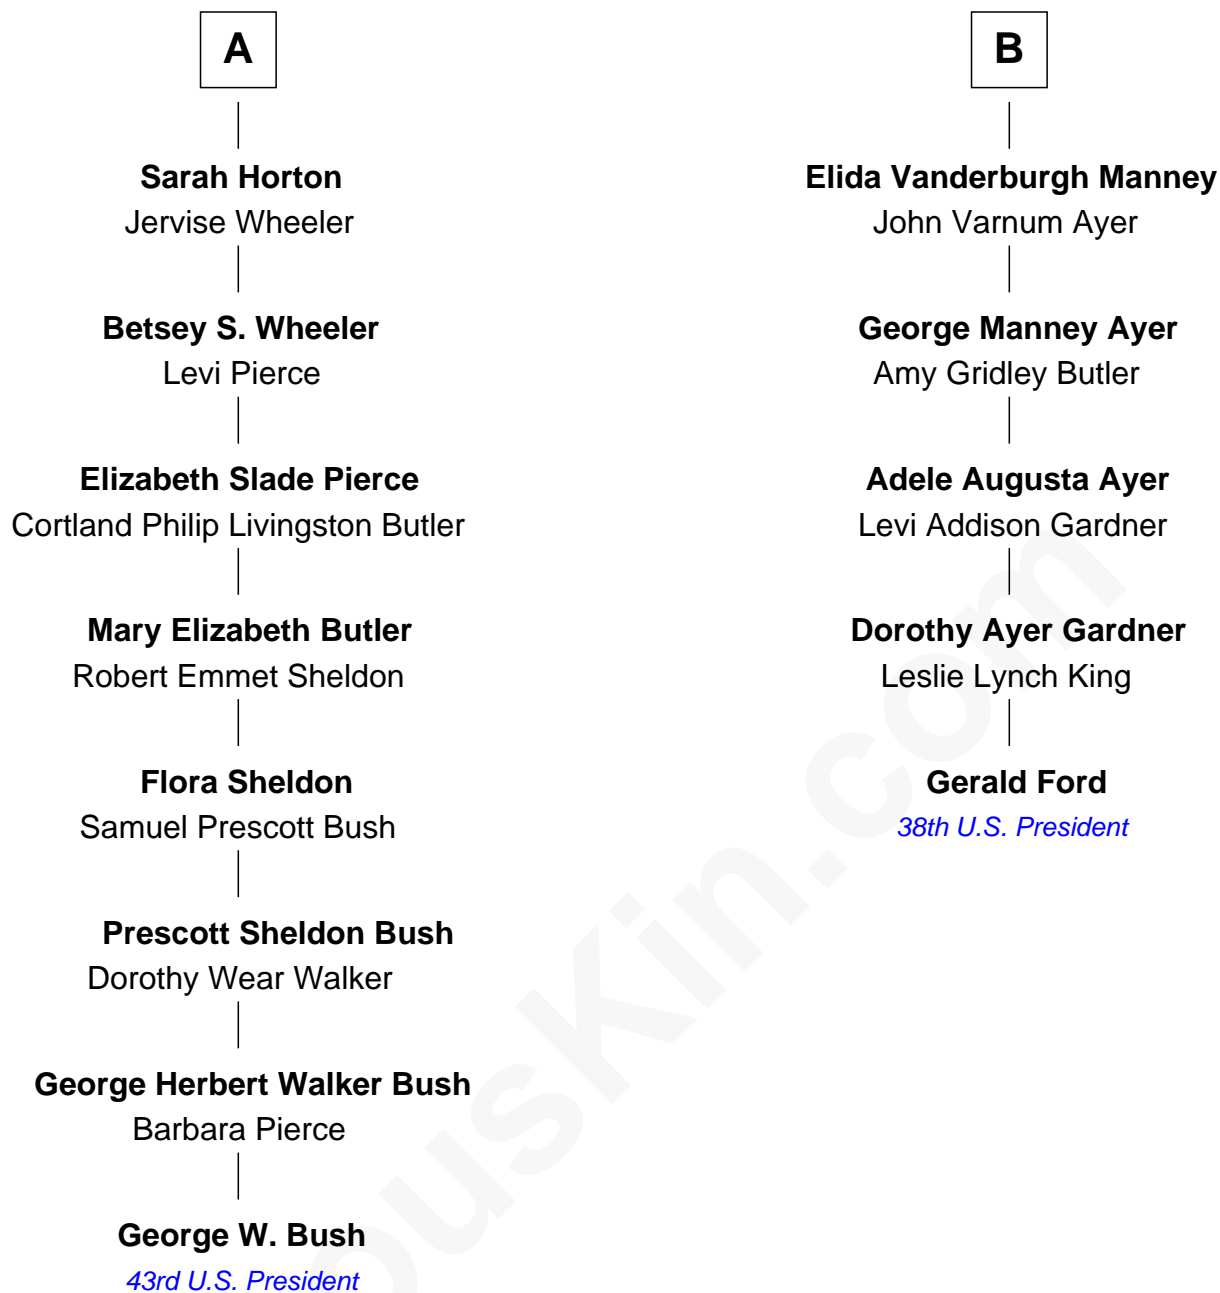 A
Sarah Horton
Jervise Wheeler
Betsey S. Wheeler
Levi Pierce
Elizabeth Slade Pierce
Cortland Philip Livingston Butler
Mary Elizabeth Butler
Robert Emmet Sheldon
Flora Sheldon
Samuel Prescott Bush
Prescott Sheldon Bush
Dorothy Wear Walker
George Herbert Walker Bush
Barbara Pierce
George W. Bush
43rd U.S. President
B
Elida Vanderburgh Manney
John Varnum Ayer
George Manney Ayer
Amy Gridley Butler
Adele Augusta Ayer
Levi Addison Gardner
Dorothy Ayer Gardner
Leslie Lynch King
Gerald Ford
38th U.S. President
ousKin.com